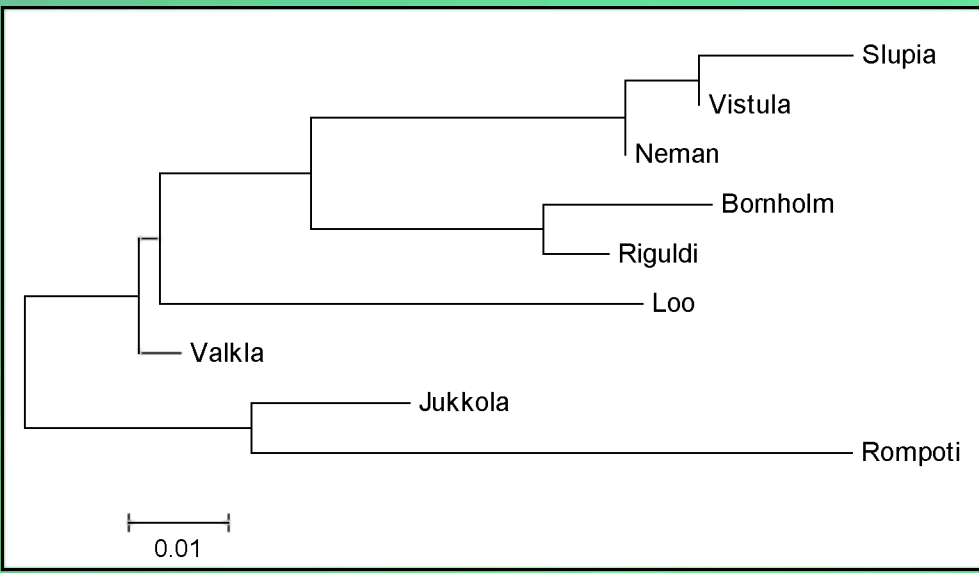 Slupia
Vistula
Neman
Bornholm
Riguldi
Loo
Valkla
Jukkola
Rompoti
0.01